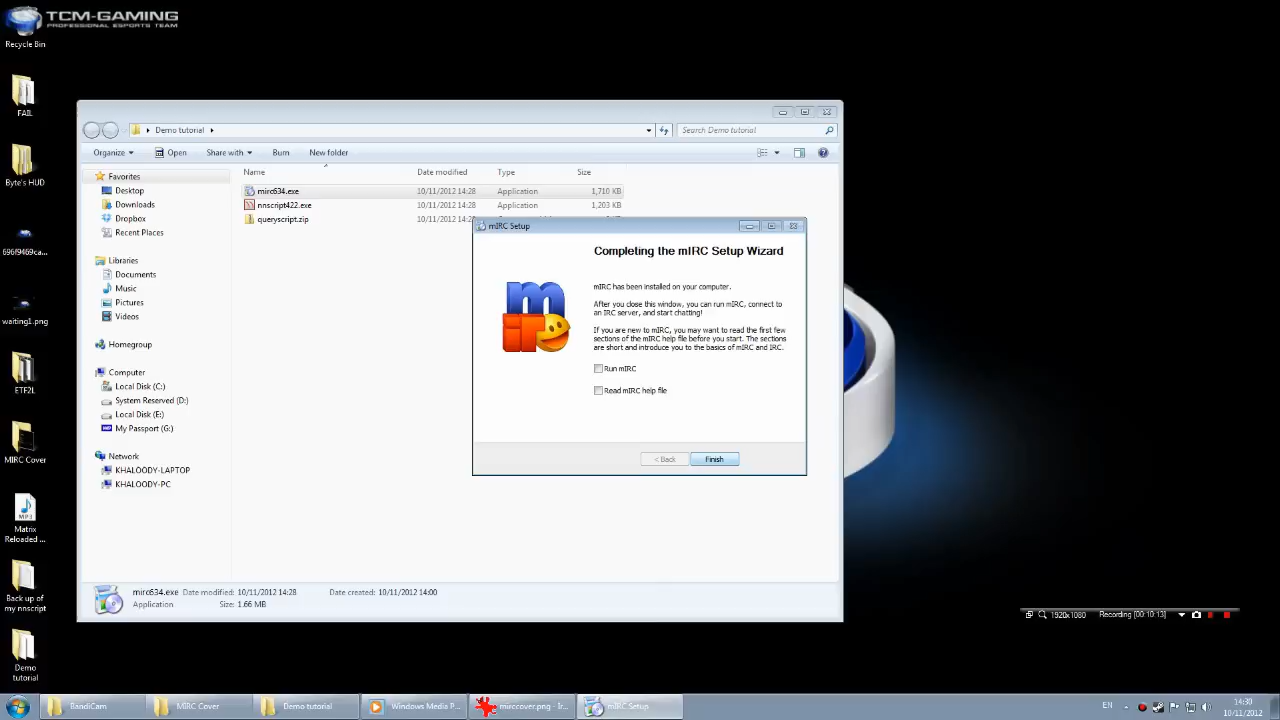 TCM-GAMING
PROFESSIONAL ESPORTS TEAM
Recycle Bin
FAIL
Byte's HUD
696f9469ca...
waiting1.png
ETF2L
MIRC Cover
Matrix
Reloaded ...
Back up of
my nnscript
Demo
tutorial
Demo tutorial
Search Demo tutorial
Organize
Open
Share with
Burn
New folder
Name
Date modified
Type
Size
Favorites
Desktop
Downloads
Dropbox
Recent Places
Libraries
Documents
Music
Pictures
Videos
Homegroup
Computer
Local Disk (C:)
System Reserved (D:)
Local Disk (E:)
My Passport (G:)
Network
KHALOODY-LAPTOP
KHALOODY-PC
mirc634.exe 10/11/2012 14:28 Application 1,710 KB
nnscript422.exe 10/11/2012 14:28 Application 1,203 KB
queryscript.zip 10/11/2012 14:28
mIRC Setup
Completing the mIRC Setup Wizard
mIRC has been installed on your computer.
After you close this window, you can run mIRC, connect to
an IRC server, and start chatting!
If you are new to mIRC, you may want to read the first few
sections of the mIRC help file before you start. The sections
are short and introduce you to the basics of mIRC and IRC.
Run mIRC
Read mIRC help file
< Back
Finish
mirc634.exe Date modified: 10/11/2012 14:28 Date created: 10/11/2012 14:00
Application Size: 1.66 MB
1920x1080 Recording [00:10:13]
BandiCam
MIRC Cover
Demo tutorial
Windows Media P...
mirccover.png - Ir...
mIRC Setup
EN
14:30
10/11/2012